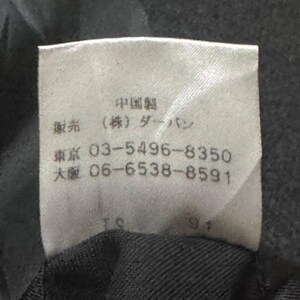 中国製
販売 (株) ダーバン
東京 03-5496-8350
大阪 06-6538-8591